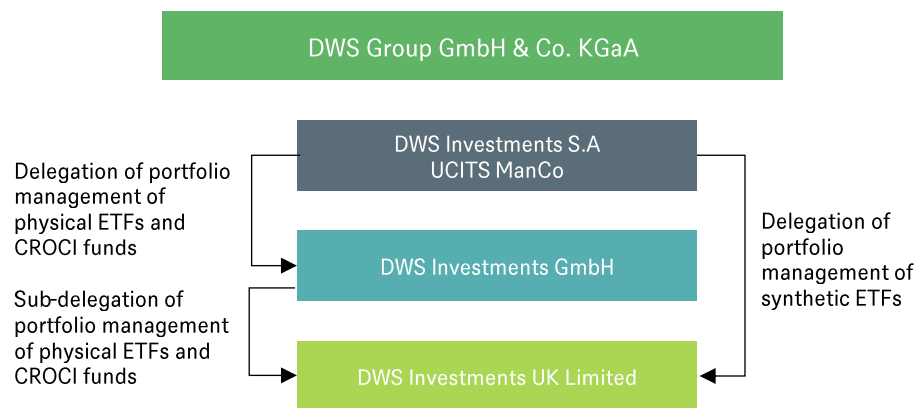 DWS Group GmbH & Co. KGaA
DWS Investments S.A
UCITS ManCo
Delegation of portfolio
management of
physical ETFs and
CROCI funds
Delegation of
portfolio
management of
synthetic ETFs
DWS Investments GmbH
Sub-delegation of
portfolio management
of physical ETFs and
CROCI funds
DWS Investments UK Limited